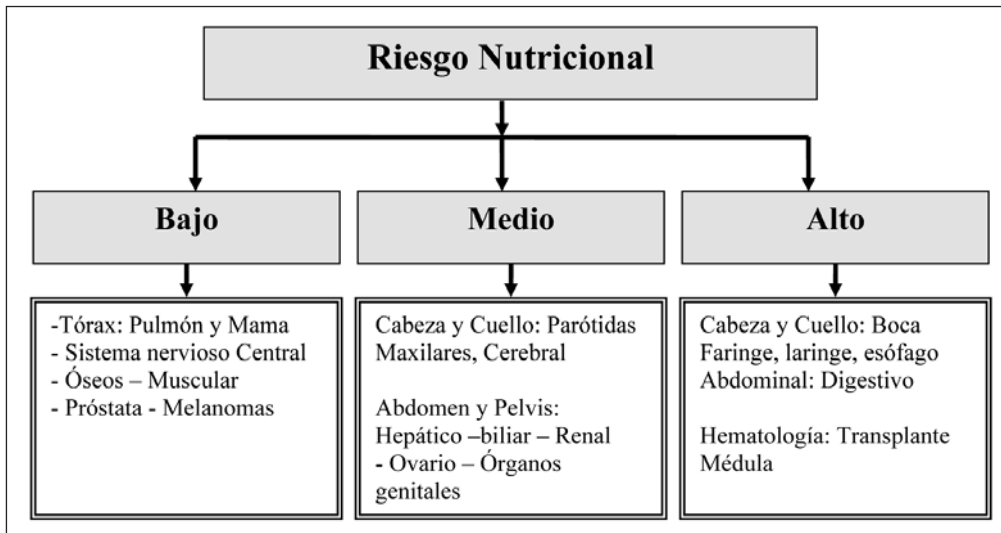 Riesgo Nutricional
Bajo
Medio
Alto
-Tórax: Pulmón y Mama
- Sistema nervioso Central
- Óseos – Muscular
- Próstata - Melanomas
Cabeza y Cuello: Parótidas
Maxilares, Cerebral
Abdomen y Pelvis:
Hepático –biliar – Renal
- Ovario – Órganos
genitales
Cabeza y Cuello: Boca
Faringe, laringe, esófago
Abdominal: Digestivo
Hematología: Transplante
Médula